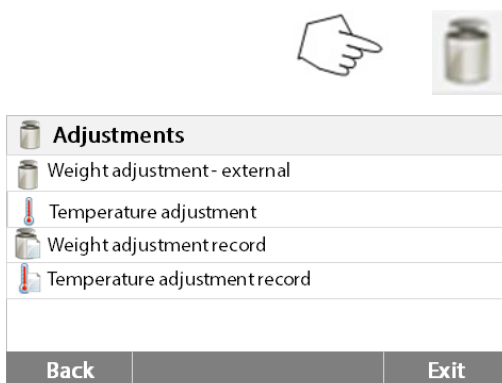 Adjustments
Weight adjustment - external
Temperature adjustment
Weight adjustment record
Temperature adjustment record
Back Exit